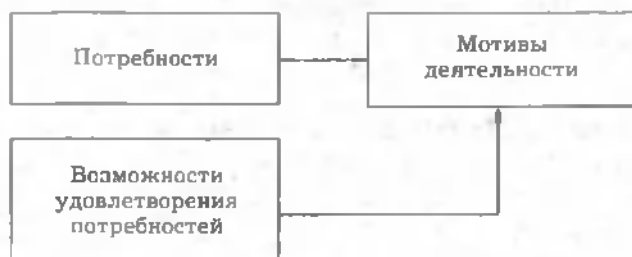 Потребности
Мотивы
деятельности
Возможности
удовлетворения
потребностей